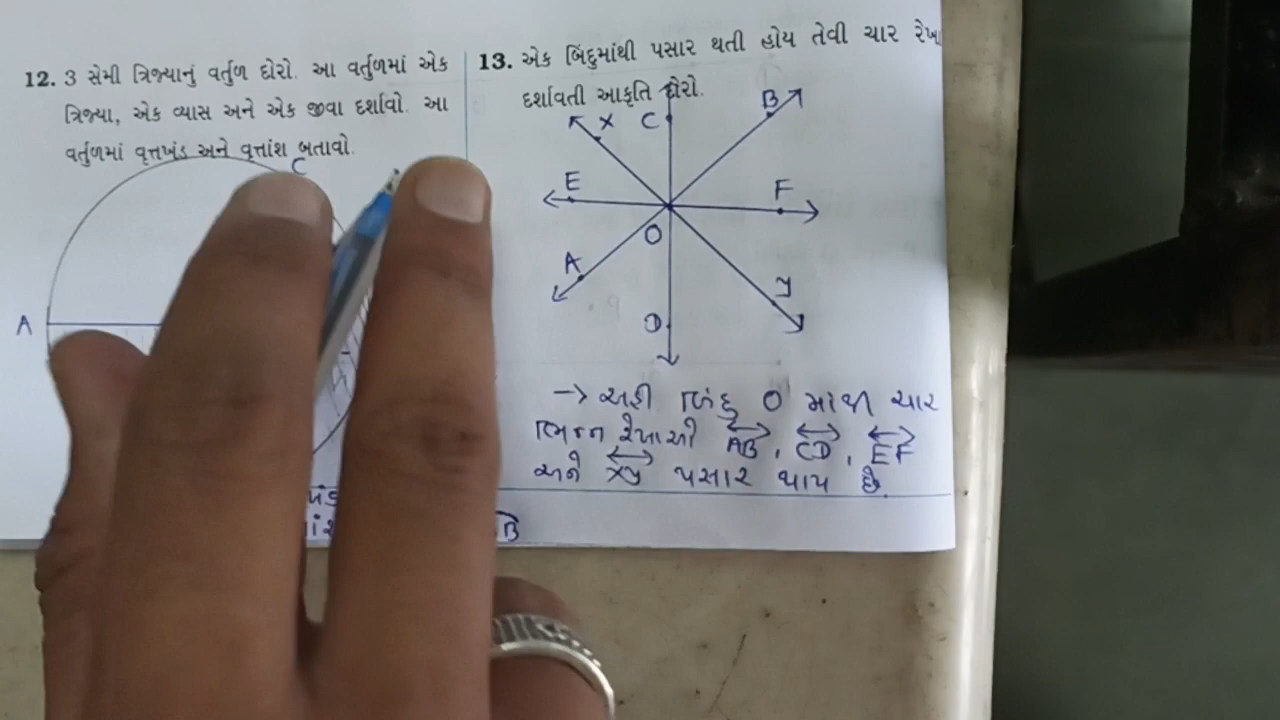 12. 3 સેમી ત્રિજ્યાનું વર્તુળ દોરો. આ વર્તુળમાં એક
ત્રિજ્યા, એક વ્યાસ અને એક જીવા દર્શાવો. આ
વર્તુળમાં વૃત્તખંડ અને વૃત્તાંશ બતાવો.
C
A
13. એક બિંદુમાંથી પસાર થતી હોય તેવી ચાર રેખા
દર્શાવતી આકૃતિ દોરો.
X C B
E F
O
A y
D
→ અહીં બિંદુ O માંથી ચાર
ભિન્ન રેખાઓ AB, CD, EF
અને XY પસાર થાય છે.
B